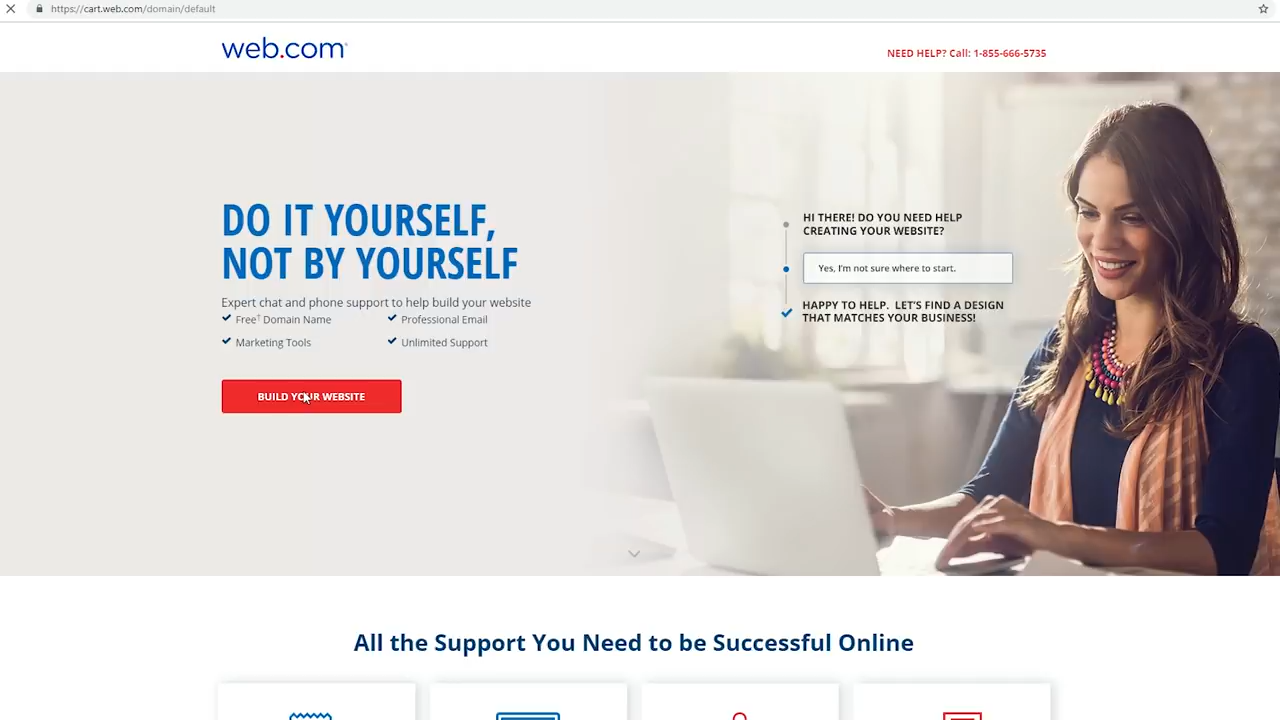 https://cart.web.com/domain/default
web.com
NEED HELP? Call: 1-855-666-5735
DO IT YOURSELF,
NOT BY YOURSELF
Expert chat and phone support to help build your website
Free† Domain Name
Professional Email
Marketing Tools
Unlimited Support
BUILD YOUR WEBSITE
HI THERE! DO YOU NEED HELP
CREATING YOUR WEBSITE?
Yes, I'm not sure where to start.
HAPPY TO HELP. LET'S FIND A DESIGN
THAT MATCHES YOUR BUSINESS!
All the Support You Need to be Successful Online